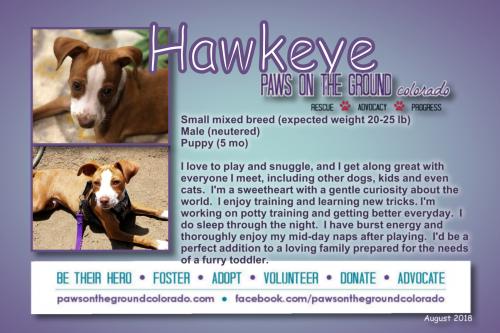 Hawkeye
PAWS ON THE GROUND colorado
RESCUE ADVOCACY PROGRESS
Small mixed breed (expected weight 20-25 lb)
Male (neutered)
Puppy (5 mo)
I love to play and snuggle, and I get along great with
everyone I meet, including other dogs, kids and even
cats. I'm a sweetheart with a gentle curiosity about the
world. I enjoy training and learning new tricks. I'm
working on potty training and getting better everyday. I
do sleep through the night. I have burst energy and
thoroughly enjoy my mid-day naps after playing. I'd be a
perfect addition to a loving family prepared for the needs
of a furry toddler.
BE THEIR HERO • FOSTER • ADOPT • VOLUNTEER • DONATE • ADVOCATE
pawsonthegroundcolorado.com • facebook.com/pawsonthegroundcolorado
August 2018